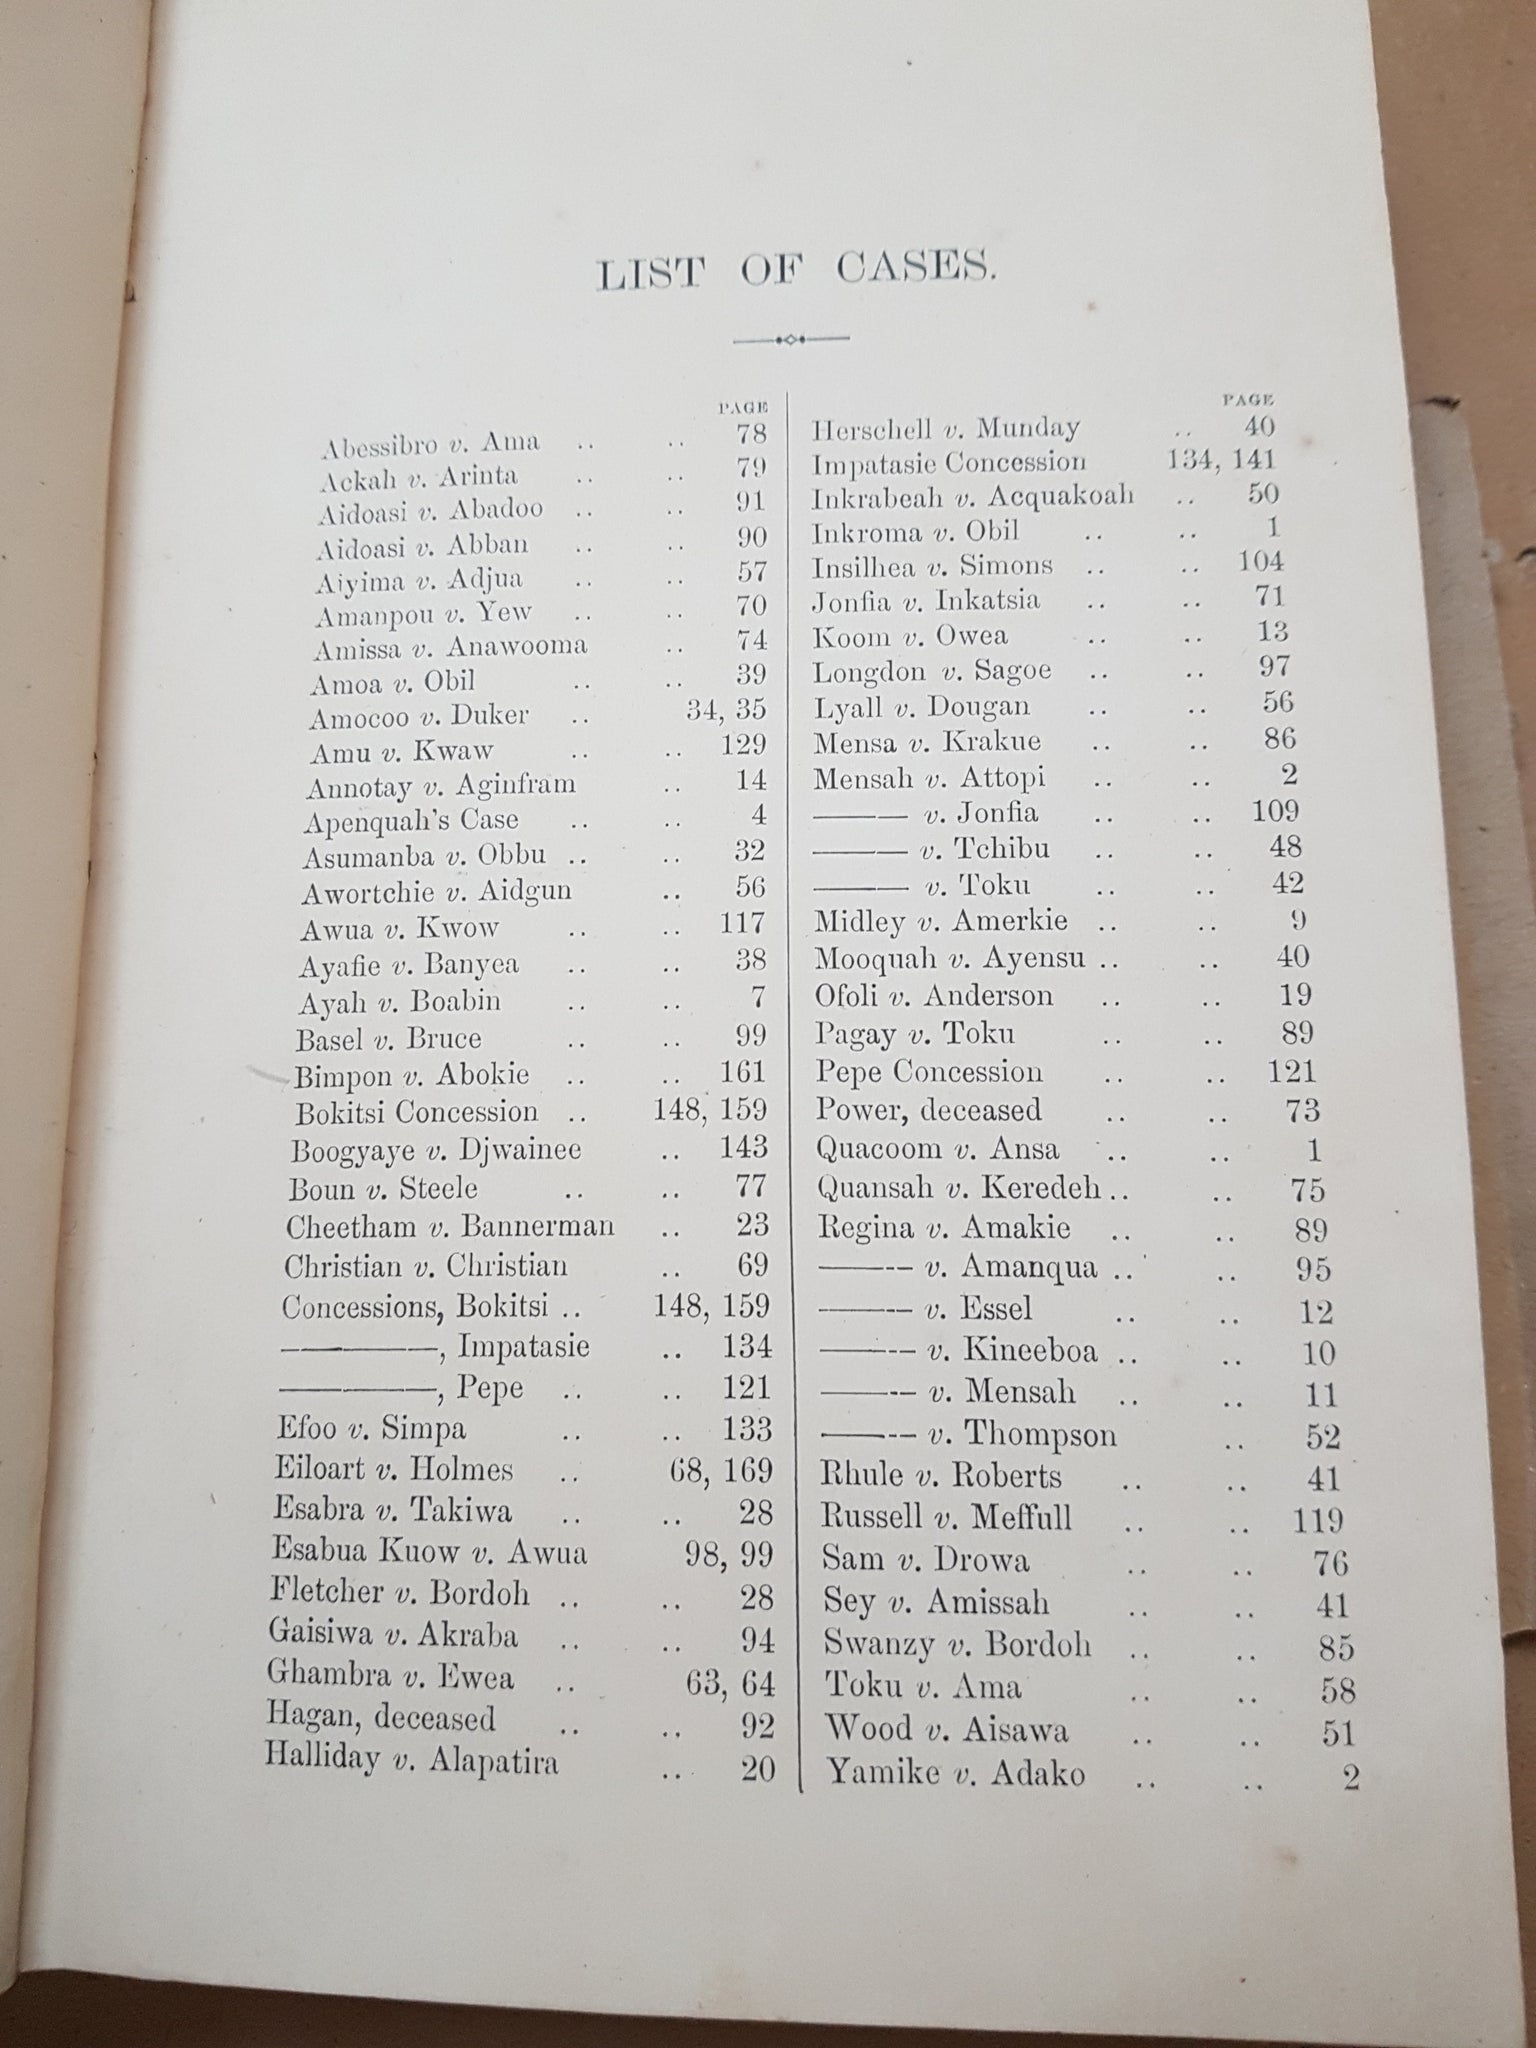 LIST OF CASES.
PAGE
Abessibro v. Ama .. .. 78
Ackah v. Arinta .. .. 79
Aidoasi v. Abadoo .. .. 91
Aidoasi v. Abban .. .. 90
Aiyima v. Adjua .. .. 57
Amanpou v. Yew .. .. 70
Amissa v. Anawooma .. 74
Amoa v. Obil .. .. 39
Amocoo v. Duker .. 34, 35
Amu v. Kwaw .. .. 129
Annotay v. Aginfram .. 14
Apenquah's Case .. .. 4
Asumanba v. Obbu .. .. 32
Awortchie v. Aidgun .. 56
Awua v. Kwow .. .. 117
Ayafie v. Banyea .. .. 38
Ayah v. Boabin .. .. 7
Basel v. Bruce .. .. 99
Bimpon v. Abokie .. .. 161
Bokitsi Concession .. 148, 159
Boogyaye v. Djwainee .. 143
Boun v. Steele .. .. 77
Cheetham v. Bannerman .. 23
Christian v. Christian .. 69
Concessions, Bokitsi .. 148, 159
————, Impatasie .. 134
————, Pepe .. .. 121
Efoo v. Simpa .. .. 133
Eiloart v. Holmes .. 68, 169
Esabra v. Takiwa .. .. 28
Esabua Kuow v. Awua 98, 99
Fletcher v. Bordoh .. .. 28
Gaisiwa v. Akraba .. .. 94
Ghambra v. Ewea .. 63, 64
Hagan, deceased .. .. 92
Halliday v. Alapatira .. 20
PAGE
Herschell v. Munday .. 40
Impatasie Concession 134, 141
Inkrabeah v. Acquakoah .. 50
Inkroma v. Obil .. .. 1
Insilhea v. Simons .. .. 104
Jonfia v. Inkatsia .. .. 71
Koom v. Owea .. .. 13
Longdon v. Sagoe .. .. 97
Lyall v. Dougan .. .. 56
Mensa v. Krakue .. .. 86
Mensah v. Attopi .. .. 2
——— v. Jonfia .. .. 109
——— v. Tchibu .. .. 48
——— v. Toku .. .. 42
Midley v. Amerkie .. .. 9
Mooquah v. Ayensu .. .. 40
Ofoli v. Anderson .. .. 19
Pagay v. Toku .. .. 89
Pepe Concession .. .. 121
Power, deceased .. .. 73
Quacoom v. Ansa .. .. 1
Quansah v. Keredeh .. .. 75
Regina v. Amakie .. .. 89
——— v. Amanqua .. .. 95
——— v. Essel .. .. 12
——— v. Kineeboa .. .. 10
——— v. Mensah .. .. 11
——— v. Thompson .. 52
Rhule v. Roberts .. .. 41
Russell v. Meffull .. .. 119
Sam v. Drowa .. .. 76
Sey v. Amissah .. .. 41
Swanzy v. Bordoh .. .. 85
Toku v. Ama .. .. 58
Wood v. Aisawa .. .. 51
Yamike v. Adako .. .. 2